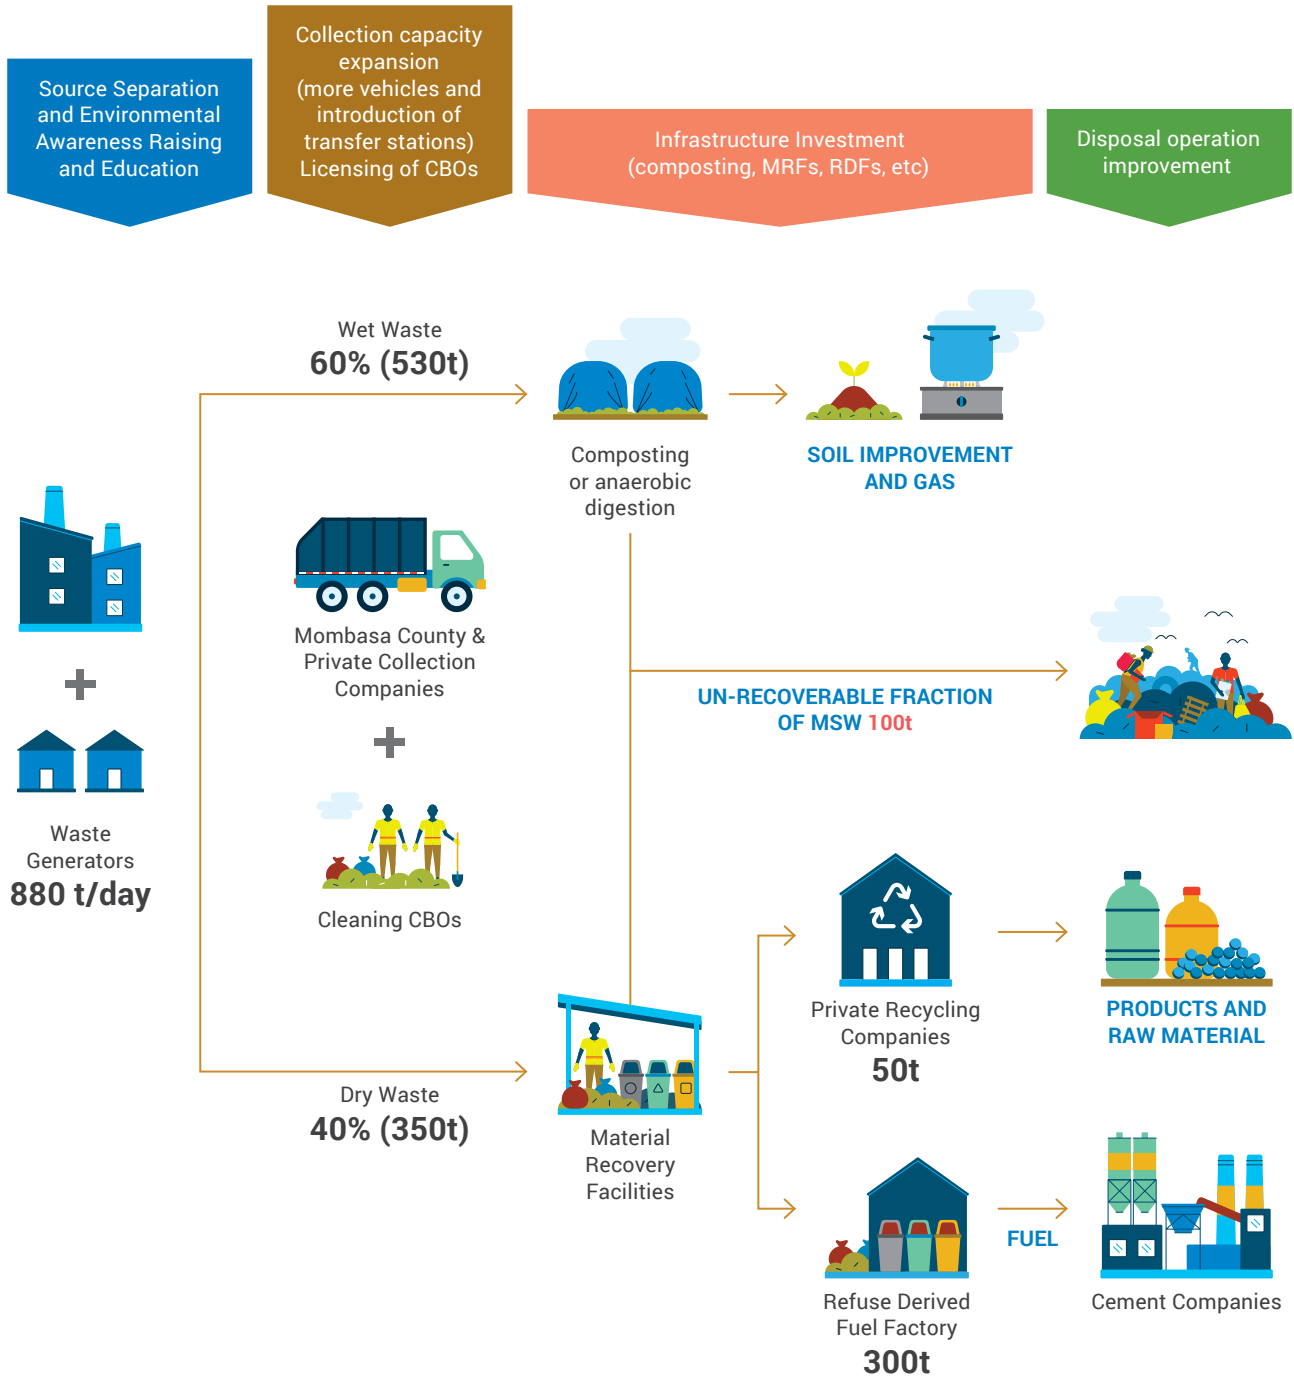 Source Separation
and Environmental
Awareness Raising
and Education
Collection capacity
expansion
(more vehicles and
introduction of
transfer stations)
Licensing of CBOs
Infrastructure Investment
(composting, MRFs, RDFs, etc)
Disposal operation
improvement
Wet Waste
60% (530t)
Composting
or anaerobic
digestion
SOIL IMPROVEMENT
AND GAS
Mombasa County &
Private Collection
Companies
UN-RECOVERABLE FRACTION
OF MSW 100t
Waste
Generators
880 t/day
Cleaning CBOs
Private Recycling
Companies
50t
PRODUCTS AND
RAW MATERIAL
Dry Waste
40% (350t)
Material
Recovery
Facilities
FUEL
Refuse Derived
Fuel Factory
300t
Cement Companies